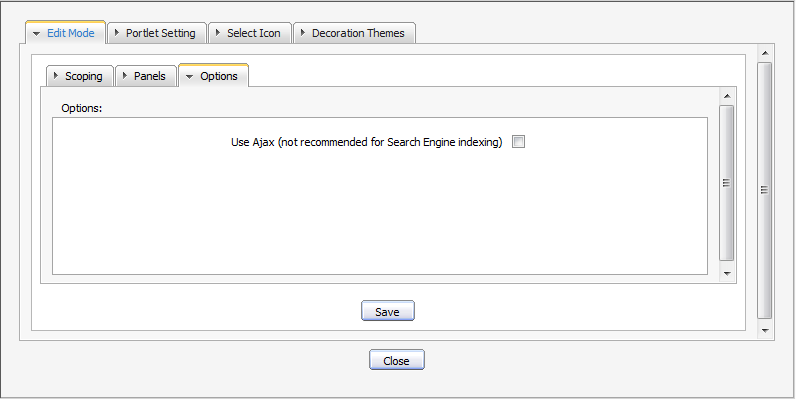 Edit Mode Portlet Setting Select Icon Decoration Themes
Scoping Panels Options
Options:
Use Ajax (not recommended for Search Engine indexing)
Save
Close